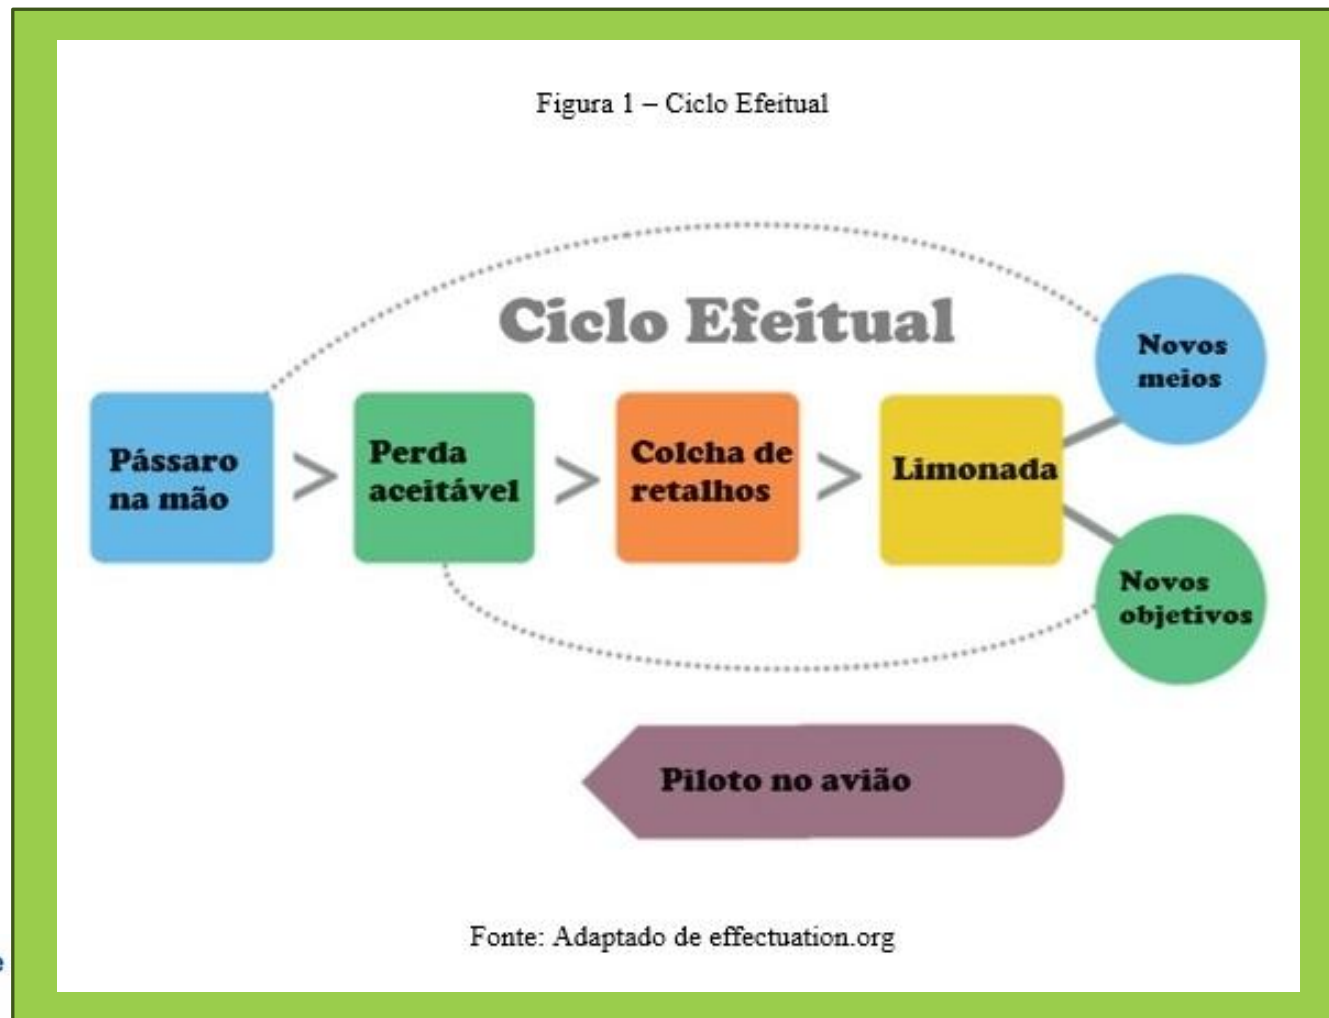 Figura 1 – Ciclo Efeitual
Ciclo Efeitual
Novos
meios
Pássaro
na mão
>
Perda
aceitável
>
Colcha de
retalhos
>
Limonada
Novos
objetivos
Piloto no avião
Fonte: Adaptado de effectuation.org